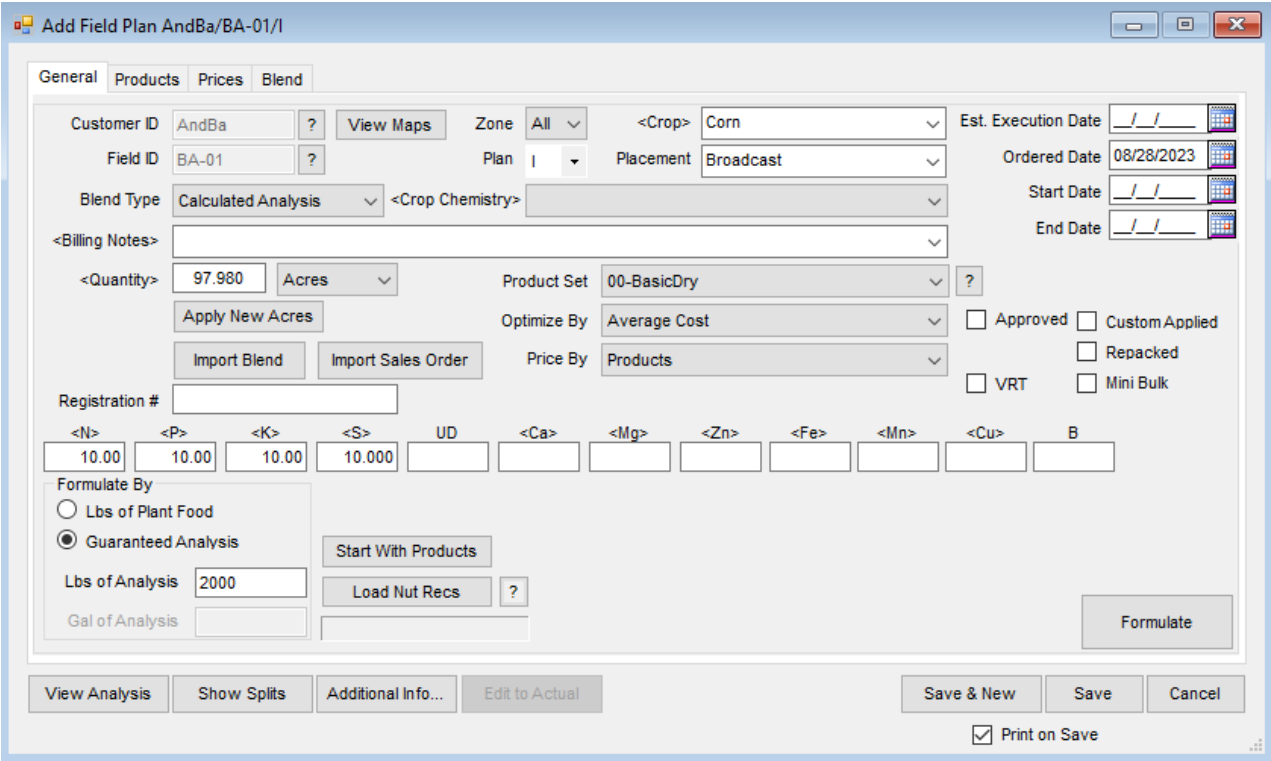 Add Field Plan AndBa/BA-01/I
General Products Prices Blend
Customer ID AndBa ? View Maps Zone All <Crop> Corn Est. Execution Date __/__/____
Field ID BA-01 ? Plan I Placement Broadcast Ordered Date 08/28/2023
Blend Type Calculated Analysis <Crop Chemistry> Start Date __/__/____
<Billing Notes> End Date __/__/____
<Quantity> 97.980 Acres Product Set 00-BasicDry ?
Apply New Acres Optimize By Average Cost Approved Custom Applied
Import Blend Import Sales Order Price By Products Repacked
VRT Mini Bulk
Registration #
<N> <P> <K> <S> UD <Ca> <Mg> <Zn> <Fe> <Mn> <Cu> B
10.00 10.00 10.00 10.000
Formulate By
Lbs of Plant Food
Guaranteed Analysis Start With Products
Lbs of Analysis 2000 Load Nut Recs ?
Gal of Analysis Formulate
View Analysis Show Splits Additional Info... Edit to Actual Save & New Save Cancel
Print on Save